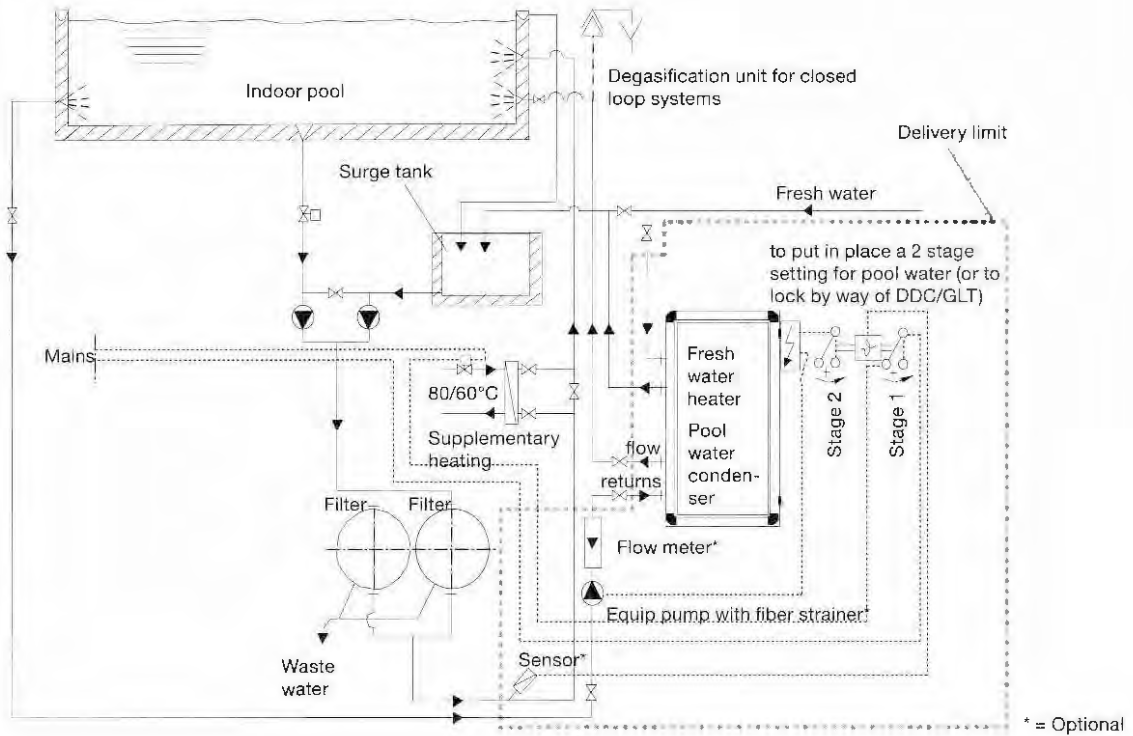 Indoor pool
Degasification unit for closed
loop systems
Delivery limit
Surge tank
Fresh water
to put in place a 2 stage
setting for pool water (or to
lock by way of DDC/GLT)
Mains
80/60°C
Supplementary
heating
Fresh
water
heater
Pool
water
conden-
ser
Stage 2
Stage 1
flow
returns
Filter
Filter
Flow meter*
Equip pump with fiber strainer*
Waste
water
Sensor*
* = Optional